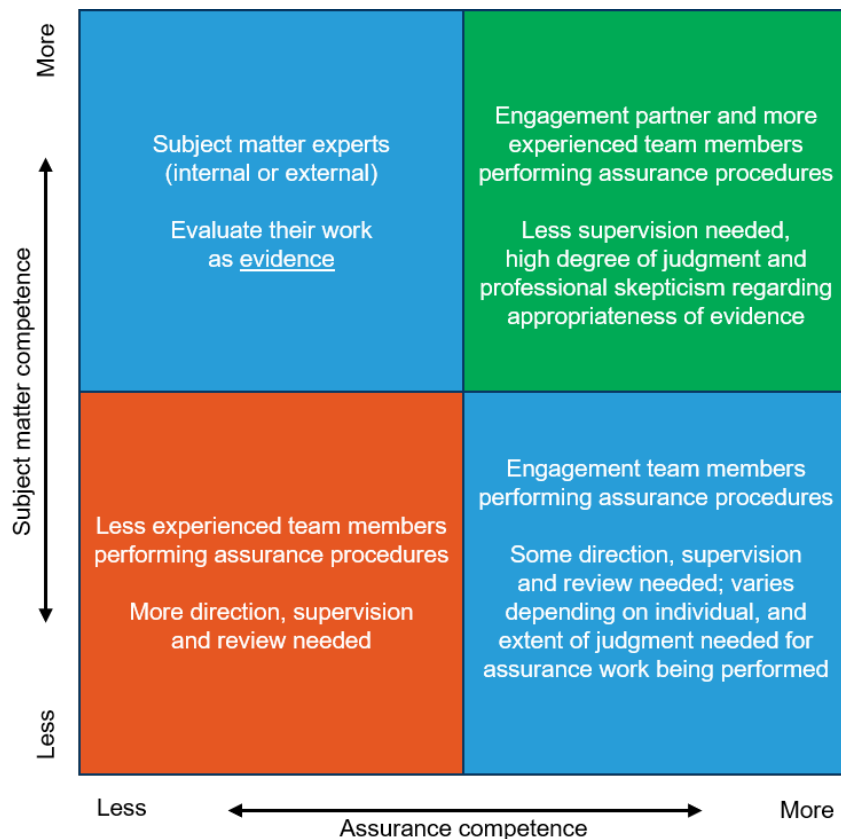 More
Subject matter experts
(internal or external)
Evaluate their work
as evidence
Engagement partner and more
experienced team members
performing assurance procedures
Less supervision needed,
high degree of judgment and
professional skepticism regarding
appropriateness of evidence
Subject matter competence
Less experienced team members
performing assurance procedures
More direction, supervision
and review needed
Engagement team members
performing assurance procedures
Some direction, supervision
and review needed; varies
depending on individual, and
extent of judgment needed for
assurance work being performed
Less
Less
Assurance competence
More